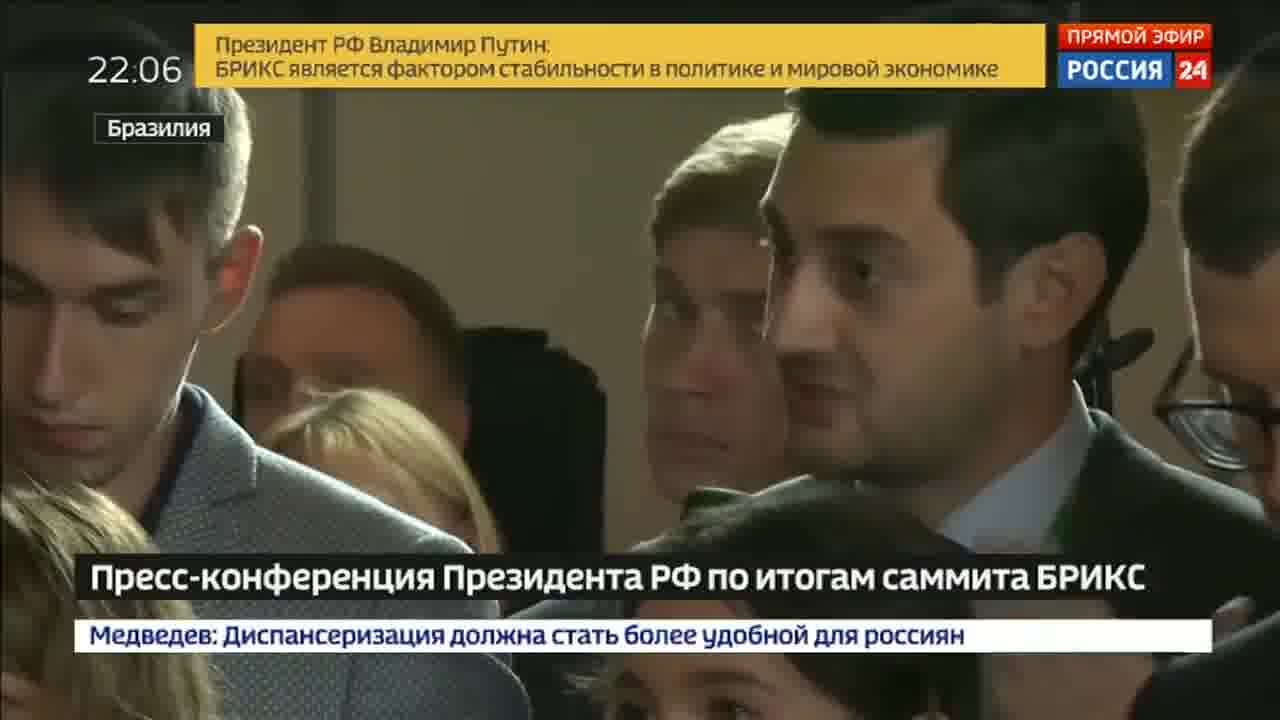 22:06
Президент РФ Владимир Путин:
БРИКС является фактором стабильности в политике и мировой экономике
ПРЯМОЙ ЭФИР
РОССИЯ 24
Бразилия
Пресс-конференция Президента РФ по итогам саммита БРИКС
Медведев: Диспансеризация должна стать более удобной для россиян